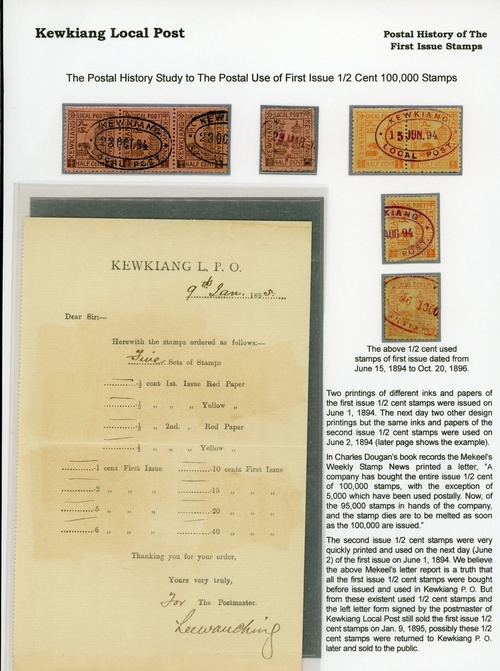 Kewkiang Local Post
Postal History of The
First Issue Stamps
The Postal History Study to The Postal Use of First Issue 1/2 Cent 100,000 Stamps
KEWKIANG
LOCAL POST
HALF CENT
KEWKIANG
LOCAL POST
15 JUN. 94
KEWKIANG L. P. O.
9th Jan. 1895.
Dear Sir:—
Herewith the stamps ordered as follows:—
Five Sets of Stamps
½ cent 1st. Issue Red Paper
½ „ „ Yellow „
½ „ 2nd. „ Red Paper
½ „ „ Yellow „
1 cent First Issue 10 cents First Issue
2 „ „ „ 15 „ „ „
5 „ „ „ 20 „ „ „
6 „ „ „ 40 „ „ „
Thanking you for your order,
Yours very truly,
For The Postmaster.
The above 1/2 cent used
stamps of first issue dated from
June 15, 1894 to Oct. 20, 1896.
Two printings of different inks and papers of
the first issue 1/2 cent stamps were issued on
June 1, 1894. The next day two other design
printings but the same inks and papers of the
second issue 1/2 cent stamps were used on
June 2, 1894 (later page shows the example).
In Charles Dougan's book records the Mekeel's
Weekly Stamp News printed a letter, "A
company has bought the entire issue 1/2 cent
of 100,000 stamps, with the exception of
5,000 which have been used postally. Now, of
the 95,000 stamps in hands of the company,
and the stamp dies are to be melted as soon
as the 100,000 are issued."
The second issue 1/2 cent stamps were very
quickly printed and used on the next day (June
2) of the first issue on June 1, 1894. We believe
the above Mekeel's letter report is a truth that
all the first issue 1/2 cent stamps were bought
before issued and used in Kewkiang P. O. But
from these existent used 1/2 cent stamps and
the left letter form signed by the postmaster of
Kewkiang Local Post still sold the first issue 1/2
cent stamps on Jan. 9, 1895, possibly these 1/2
cent stamps were returned to Kewkiang P. O.
later and sold to the public.